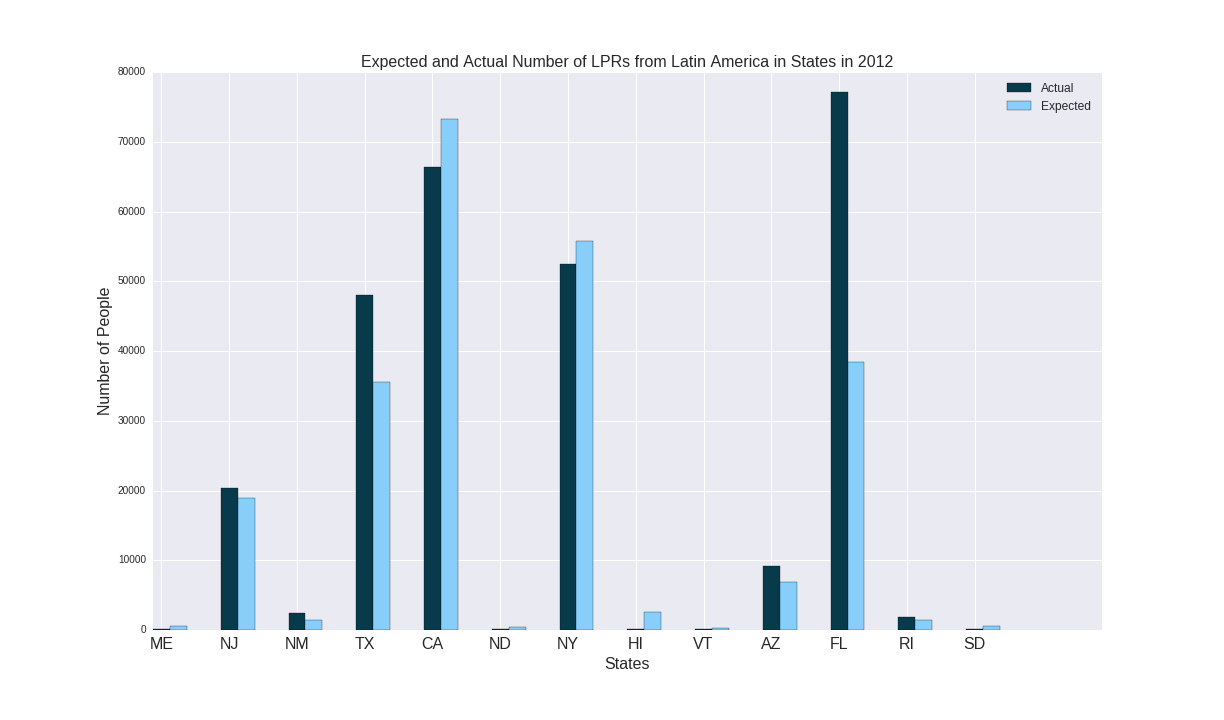 Expected and Actual Number of LPRs from Latin America in States in 2012
Actual
Expected
80000
70000
60000
50000
40000
30000
20000
10000
0
Number of People
ME NJ NM TX CA ND NY HI VT AZ FL RI SD
States